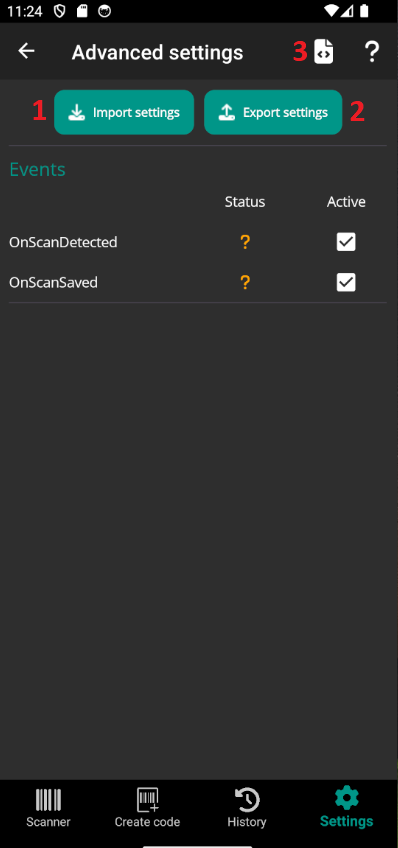 11:24
Advanced settings 3 ?
1 Import settings Export settings 2
Events
Status Active
OnScanDetected ?
OnScanSaved ?
Scanner Create code History Settings